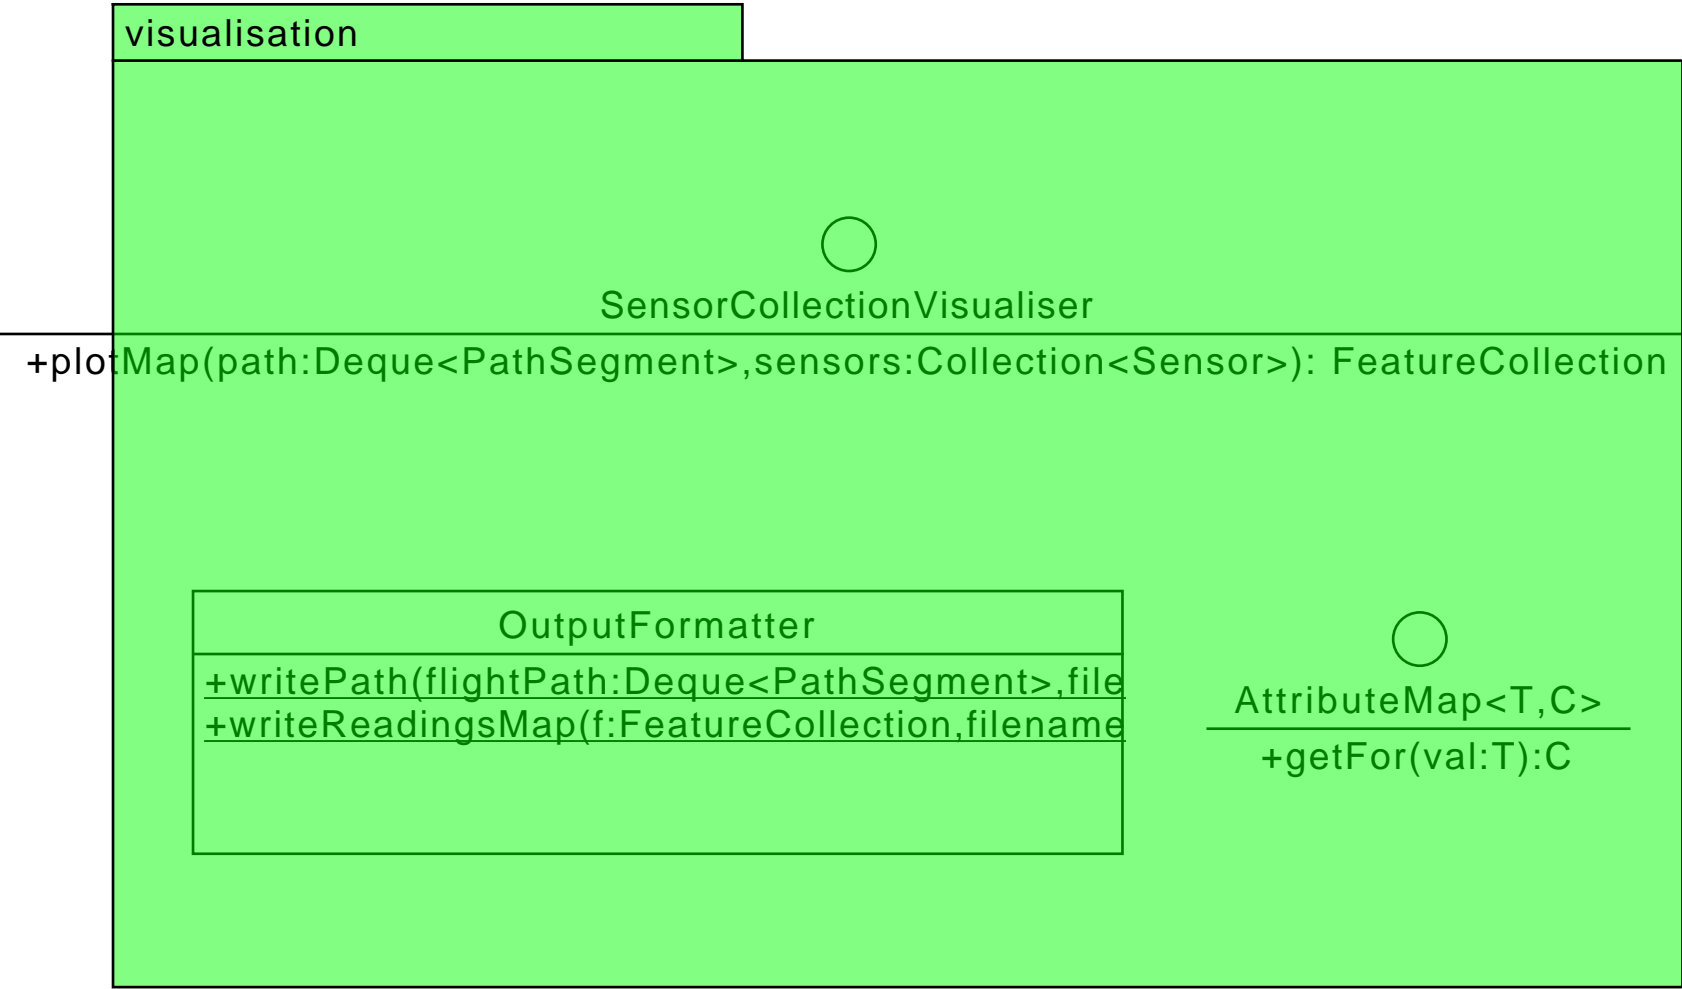 visualisation
SensorCollectionVisualiser
+plotMap(path:Deque<PathSegment>,sensors:Collection<Sensor>): FeatureCollection
OutputFormatter
+writePath(flightPath:Deque<PathSegment>,file
+writeReadingsMap(f:FeatureCollection,filename
AttributeMap<T,C>
+getFor(val:T):C